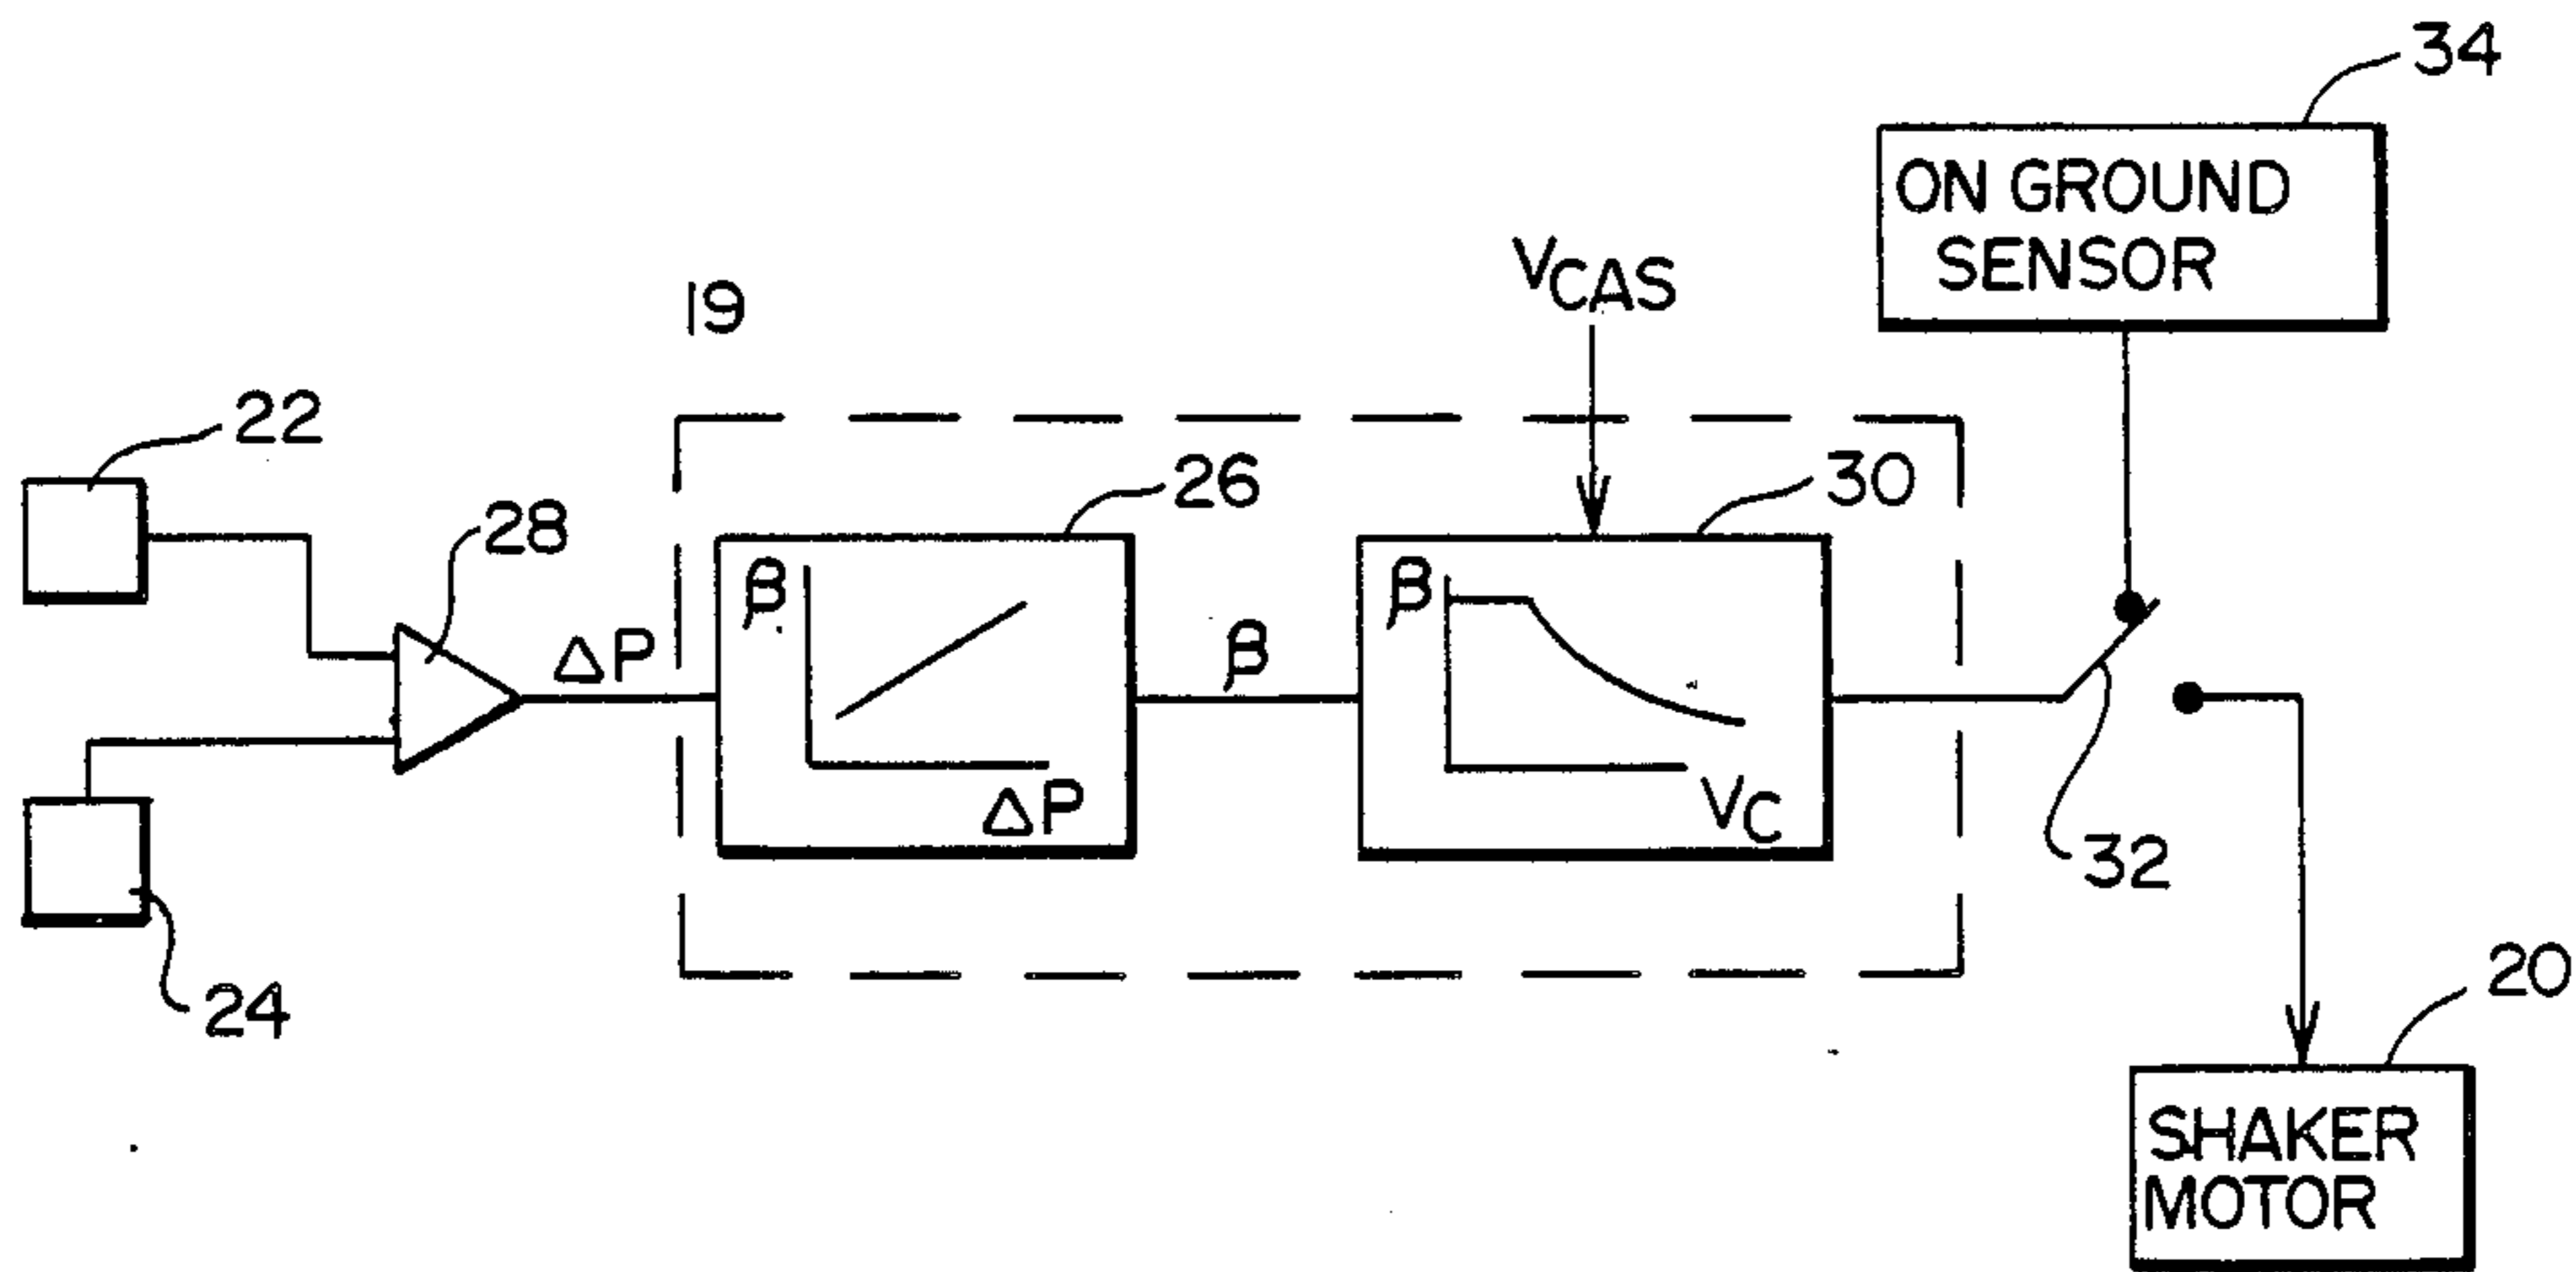 34
ON GROUND
SENSOR
VCAS
19
22
26
30
28
β
β
ΔP
β
ΔP
VC
32
24
20
SHAKER
MOTOR